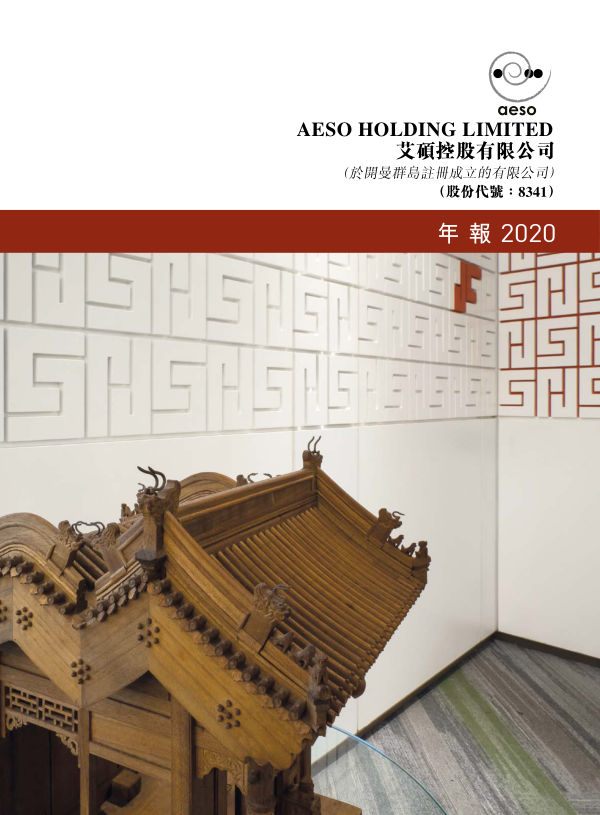 aeso
AESO HOLDING LIMITED
艾碩控股有限公司
（於開曼群島註冊成立的有限公司）
（股份代號：8341）
年報 2020